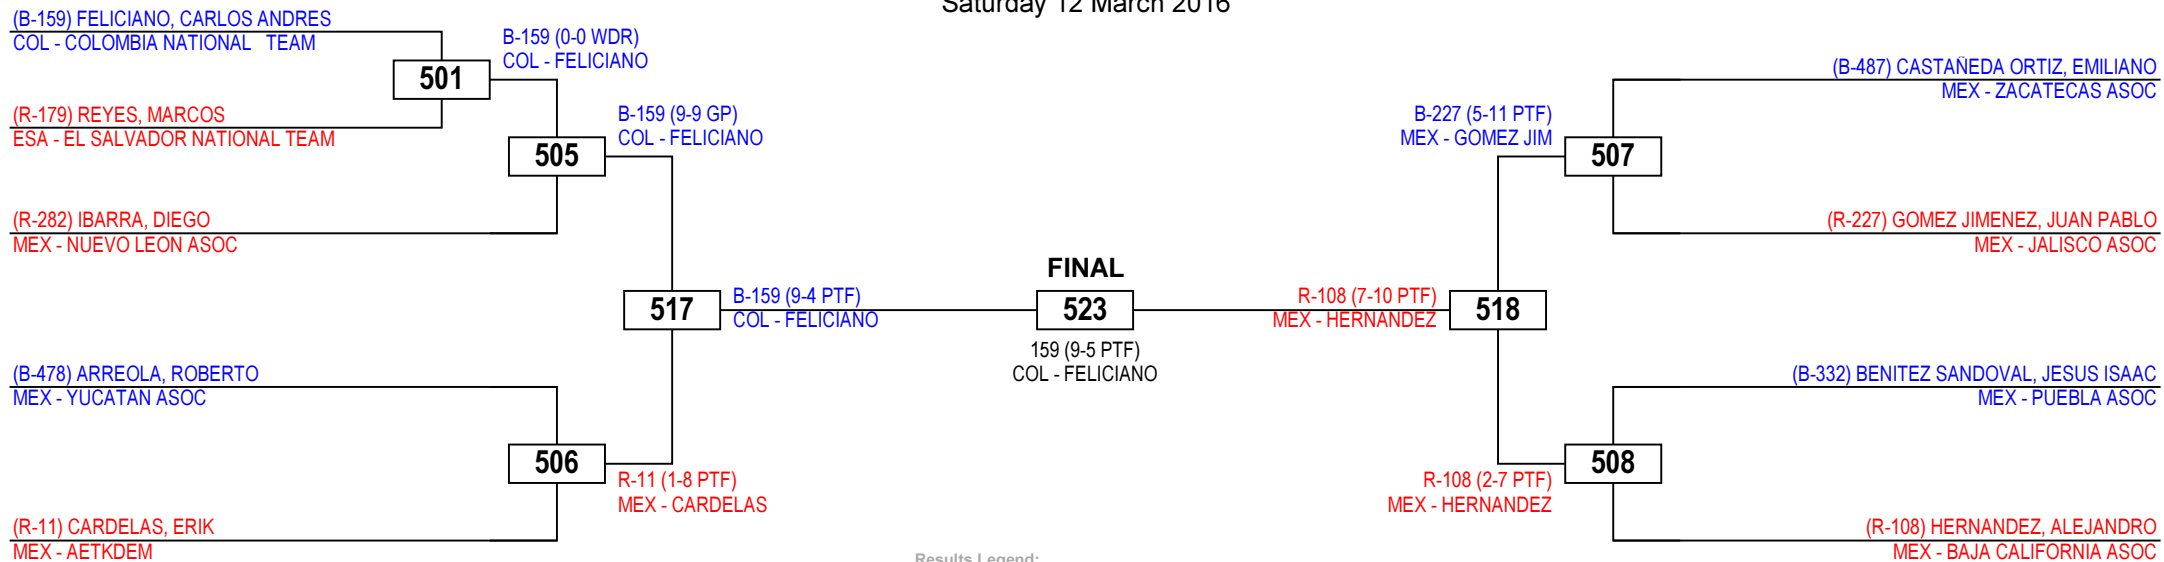 Saturday 12 March 2016
(B-159) FELICIANO, CARLOS ANDRES
COL - COLOMBIA NATIONAL TEAM
501
B-159 (0-0 WDR)
COL - FELICIANO
(R-179) REYES, MARCOS
ESA - EL SALVADOR NATIONAL TEAM
505
B-159 (9-9 GP)
COL - FELICIANO
(R-282) IBARRA, DIEGO
MEX - NUEVO LEON ASOC
517
B-159 (9-4 PTF)
COL - FELICIANO
(B-478) ARREOLA, ROBERTO
MEX - YUCATAN ASOC
506
R-11 (1-8 PTF)
MEX - CARDELAS
(R-11) CARDELAS, ERIK
MEX - AETKDEM
FINAL
523
159 (9-5 PTF)
COL - FELICIANO
(B-487) CASTAÑEDA ORTIZ, EMILIANO
MEX - ZACATECAS ASOC
B-227 (5-11 PTF)
MEX - GOMEZ JIM
507
(R-227) GOMEZ JIMENEZ, JUAN PABLO
MEX - JALISCO ASOC
R-108 (7-10 PTF)
MEX - HERNANDEZ
518
(B-332) BENITEZ SANDOVAL, JESUS ISAAC
MEX - PUEBLA ASOC
508
R-108 (2-7 PTF)
MEX - HERNANDEZ
(R-108) HERNANDEZ, ALEJANDRO
MEX - BAJA CALIFORNIA ASOC
Results Legend: